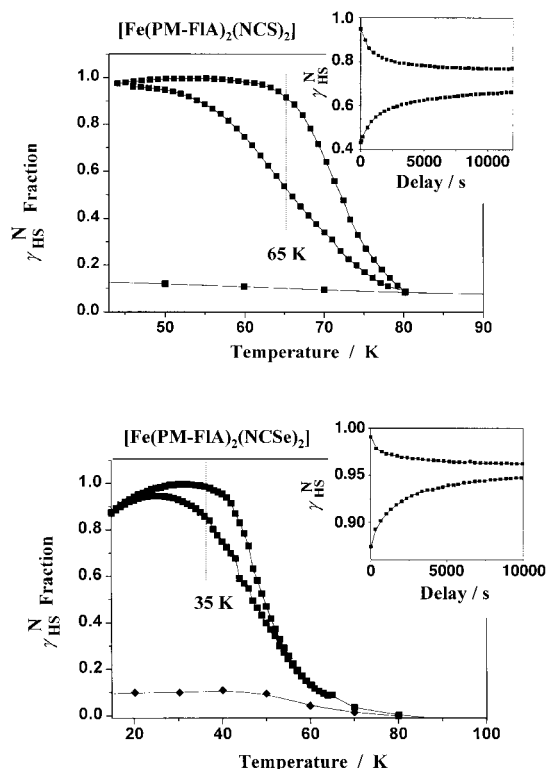 [Fe(PM-FlA)2(NCS)2]
1.0
0.8
0.6
0.4
0.2
0.0
γ HS N Fraction
65 K
50
60
70
80
90
Temperature / K
1.0
0.8
0.6
0.4
γ HS N
0
5000
10000
Delay / s
[Fe(PM-FlA)2(NCSe)2]
1.0
0.8
0.6
0.4
0.2
0.0
γ HS N Fraction
35 K
20
40
60
80
100
Temperature / K
1.00
0.95
0.90
γ HS N
0
5000
10000
Delay / s